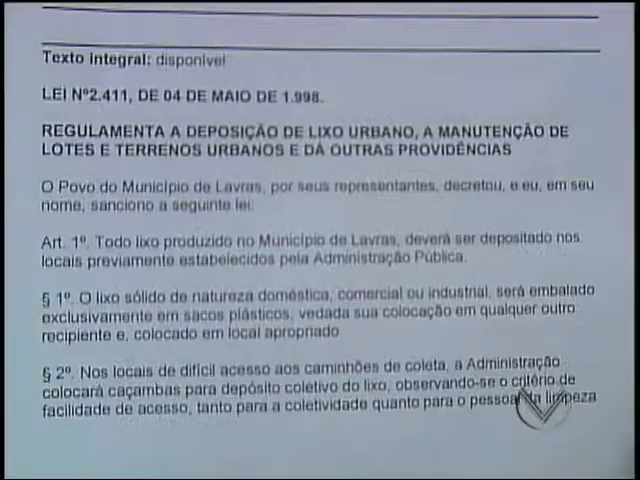 Texto integral: disponível
LEI Nº2.411, DE 04 DE MAIO DE 1.998.
REGULAMENTA A DEPOSIÇÃO DE LIXO URBANO, A MANUTENÇÃO DE
LOTES E TERRENOS URBANOS E DÁ OUTRAS PROVIDÊNCIAS
O Povo do Município de Lavras, por seus representantes, decretou, e eu, em seu
nome, sanciono a seguinte lei:
Art. 1º. Todo lixo produzido no Município de Lavras, deverá ser depositado nos
locais previamente estabelecidos pela Administração Pública.
§ 1º. O lixo sólido de natureza doméstica, comercial ou industrial, será embalado
exclusivamente em sacos plásticos, vedada sua colocação em qualquer outro
recipiente e, colocado em local apropriado
§ 2º. Nos locais de difícil acesso aos caminhões de coleta, a Administração
colocará caçambas para depósito coletivo do lixo, observando-se o critério de
facilidade de acesso, tanto para a coletividade quanto para o pessoal da limpeza